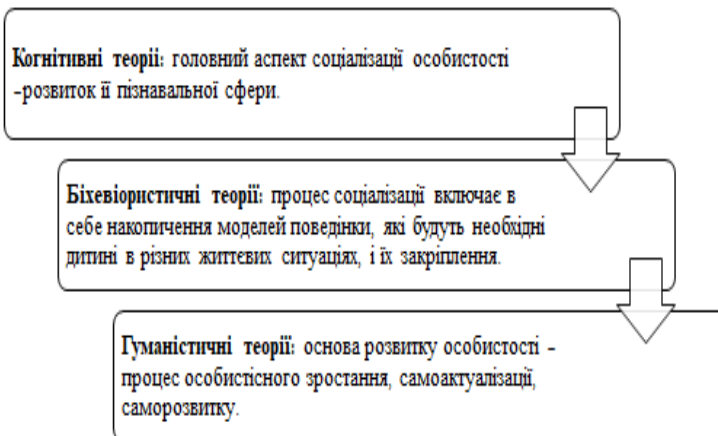 Когнитивні теорії: головний аспект соціалізації особистості
–розвиток її пізнавальної сфери.
Біхевіористичні теорії: процес соціалізації включає в
себе накопичення моделей поведінки, які будуть необхідні
дитині в різних життєвих ситуаціях, і їх закріплення.
Гуманістичні теорії: основа розвитку особистості –
процес особистісного зростання, самоактуалізації,
саморозвитку.